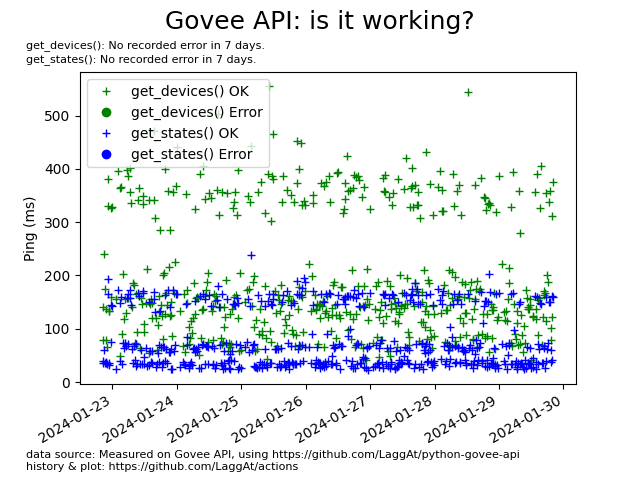 Govee API: is it working?
get_devices(): No recorded error in 7 days.
get_states(): No recorded error in 7 days.
get_devices() OK
get_devices() Error
get_states() OK
get_states() Error
Ping (ms)
500
400
300
200
100
0
2024-01-23
2024-01-24
2024-01-25
2024-01-26
2024-01-27
2024-01-28
2024-01-29
2024-01-30
data source: Measured on Govee API, using https://github.com/LaggAt/python-govee-api
history & plot: https://github.com/LaggAt/actions